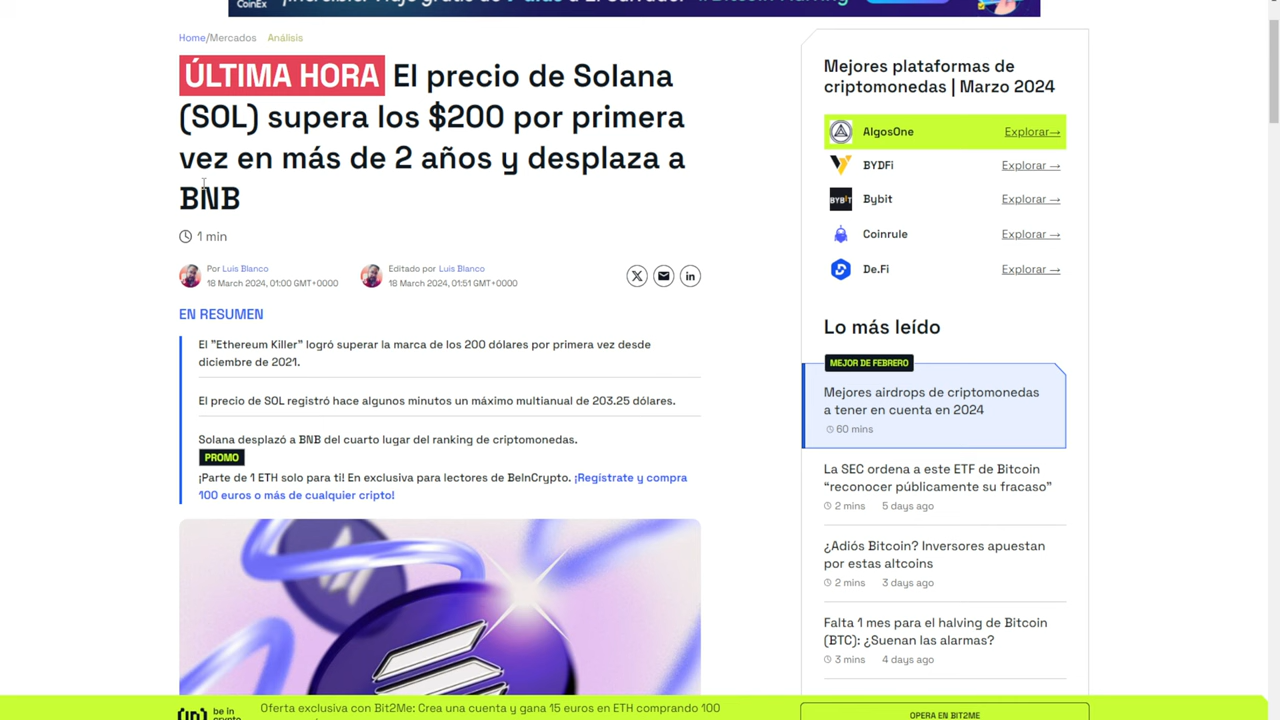 CoinEx
Home/Mercados Análisis
ÚLTIMA HORA El precio de Solana
(SOL) supera los $200 por primera
vez en más de 2 años y desplaza a
BNB
1 min
Por Luis Blanco
18 March 2024, 01:00 GMT+0000
Editado por Luis Blanco
18 March 2024, 01:51 GMT+0000
EN RESUMEN
El "Ethereum Killer" logró superar la marca de los 200 dólares por primera vez desde
diciembre de 2021.
El precio de SOL registró hace algunos minutos un máximo multianual de 203.25 dólares.
Solana desplazó a BNB del cuarto lugar del ranking de criptomonedas.
PROMO
¡Parte de 1 ETH solo para ti! En exclusiva para lectores de BeInCrypto. ¡Regístrate y compra
100 euros o más de cualquier cripto!
Mejores plataformas de
criptomonedas | Marzo 2024
AlgosOne Explorar→
BYDFi Explorar →
BYBIT Bybit Explorar →
Coinrule Explorar →
De.Fi Explorar →
Lo más leído
MEJOR DE FEBRERO
Mejores airdrops de criptomonedas
a tener en cuenta en 2024
60 mins
La SEC ordena a este ETF de Bitcoin
“reconocer públicamente su fracaso”
2 mins 5 days ago
¿Adiós Bitcoin? Inversores apuestan
por estas altcoins
2 mins 3 days ago
Falta 1 mes para el halving de Bitcoin
(BTC): ¿Suenan las alarmas?
3 mins 4 days ago
be in
crypto
Oferta exclusiva con Bit2Me: Crea una cuenta y gana 15 euros en ETH comprando 100
OPERA EN BIT2ME